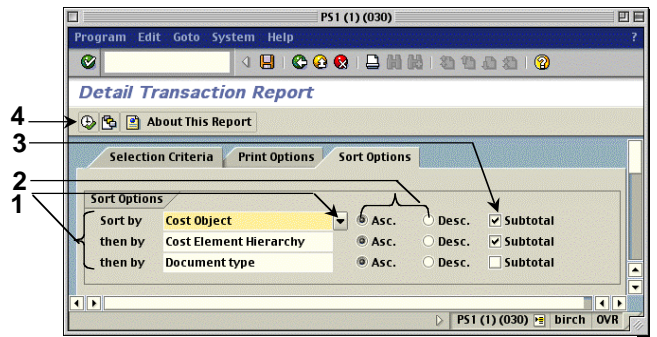 PS1 (1) (030)
Program Edit Goto System Help ?
Detail Transaction Report
4
About This Report
3
Selection Criteria Print Options Sort Options
2
1
Sort Options
Sort by Cost Object Asc. Desc. Subtotal
then by Cost Element Hierarchy Asc. Desc. Subtotal
then by Document type Asc. Desc. Subtotal
PS1 (1) (030) birch OVR